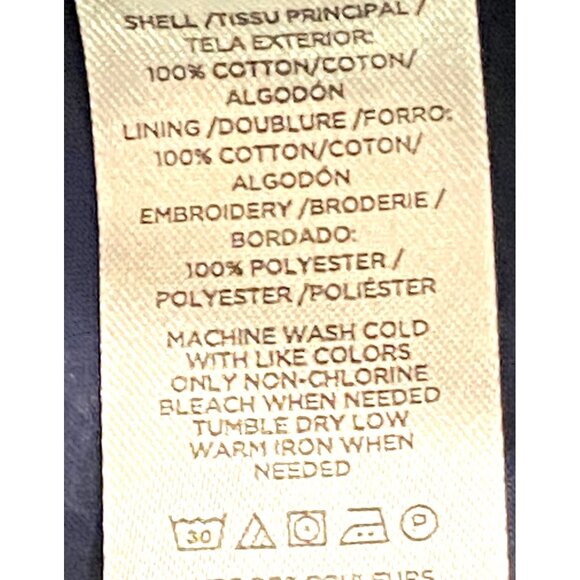 SHELL /TISSU PRINCIPAL /
TELA EXTERIOR:
100% COTTON/COTON/
ALGODÓN
LINING /DOUBLURE /FORRO:
100% COTTON/COTON/
ALGODÓN
EMBROIDERY /BRODERIE /
BORDADO:
100% POLYESTER /
POLYESTER /POLIÉSTER
MACHINE WASH COLD
WITH LIKE COLORS
ONLY NON-CHLORINE
BLEACH WHEN NEEDED
TUMBLE DRY LOW
WARM IRON WHEN
NEEDED
30 P
COULEURS